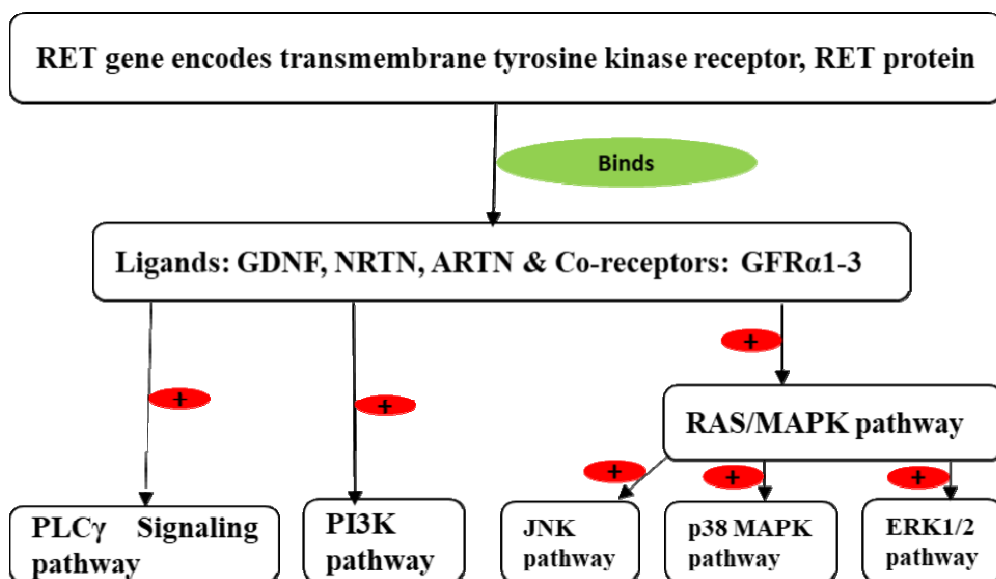 RET gene encodes transmembrane tyrosine kinase receptor, RET protein
Binds
Ligands: GDNF, NRTN, ARTN & Co-receptors: GFRα1-3
+
+
+
RAS/MAPK pathway
+
+
+
PLCγ Signaling
pathway
PI3K
pathway
JNK
pathway
p38 MAPK
pathway
ERK1/2
pathway